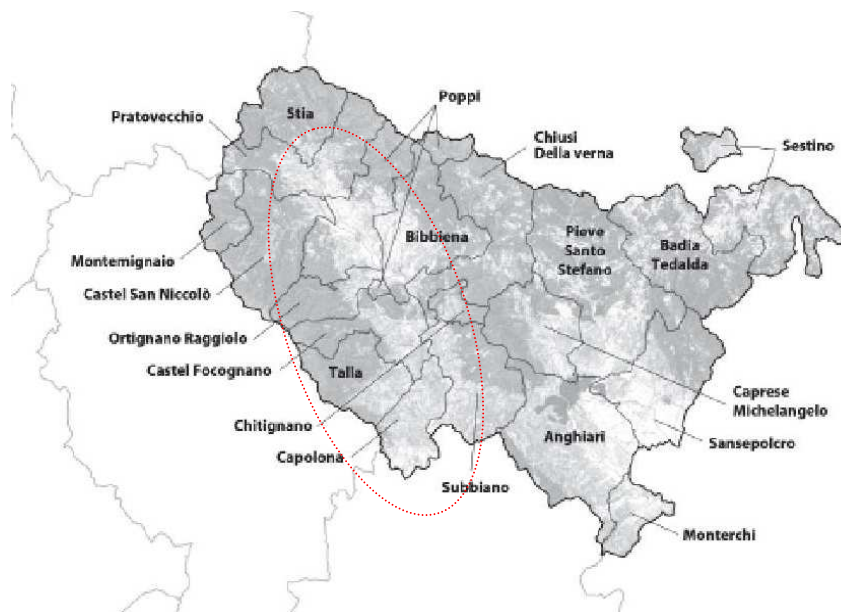 Poppi
Stia
Pratovecchio
Chiusi
Della verna
Sestino
Bibbiena
Pieve
Santo
Stefano
Badia
Tedalda
Montemignaio
Castel San Niccolò
Ortignano Raggiolo
Castel Focognano
Talla
Caprese
Michelangelo
Chitignano
Anghiari
Sansepolcro
Capolona
Subbiano
Monterchi